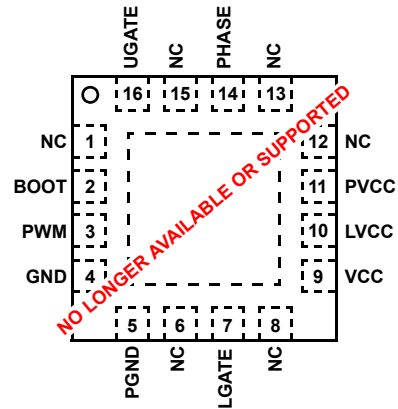 UGATE NC PHASE NC
16 15 14 13
NC 1 12 NC
BOOT 2 11 PVCC
PWM 3 10 LVCC
GND 4 9 VCC
NO LONGER AVAILABLE OR SUPPORTED
5 6 7 8
PGND NC LGATE NC